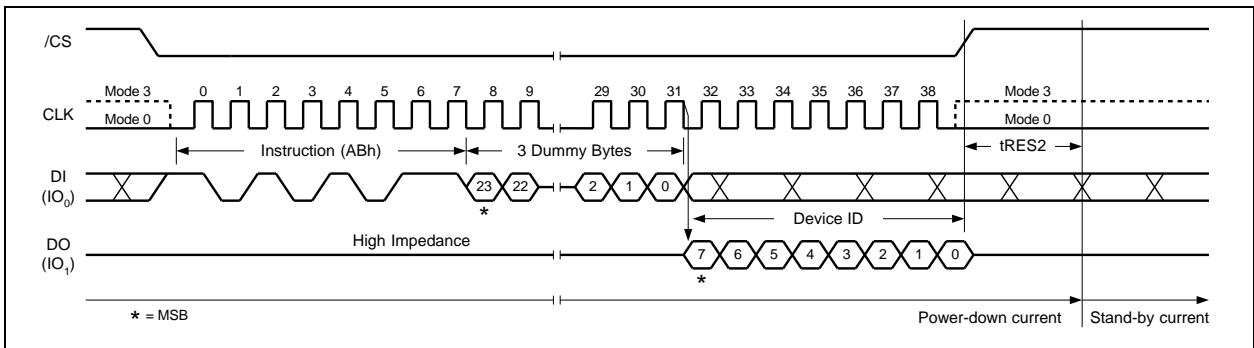 /CS
Mode 3 0 1 2 3 4 5 6 7 8 9 29 30 31 32 33 34 35 36 37 38 Mode 3
CLK
Mode 0 Mode 0
Instruction (ABh) 3 Dummy Bytes tRES2
DI
(IO0)
23 22 2 1 0
*
Device ID
DO
(IO1)
High Impedance
7 6 5 4 3 2 1 0
*
* = MSB
Power-down current Stand-by current